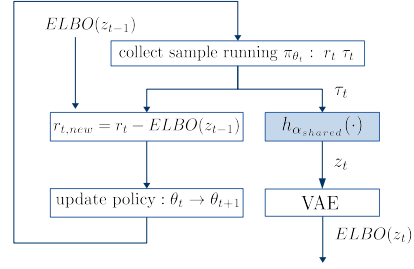 ELBO(z_{t-1})
collect sample running π_{θ_t} : r_t τ_t
τ_t
r_{t,new} = r_t − ELBO(z_{t-1})
h_{α_{shared}}(·)
z_t
update policy : θ_t → θ_{t+1}
VAE
ELBO(z_t)